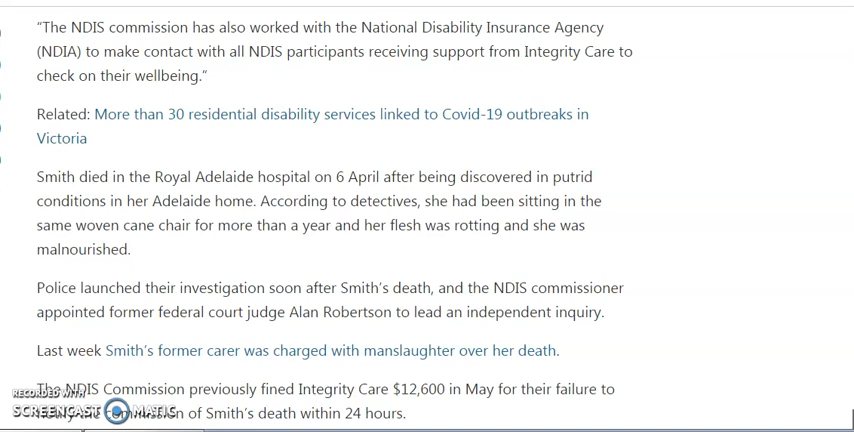 “The NDIS commission has also worked with the National Disability Insurance Agency
(NDIA) to make contact with all NDIS participants receiving support from Integrity Care to
check on their wellbeing.”
Related: More than 30 residential disability services linked to Covid-19 outbreaks in
Victoria
Smith died in the Royal Adelaide hospital on 6 April after being discovered in putrid
conditions in her Adelaide home. According to detectives, she had been sitting in the
same woven cane chair for more than a year and her flesh was rotting and she was
malnourished.
Police launched their investigation soon after Smith’s death, and the NDIS commissioner
appointed former federal court judge Alan Robertson to lead an independent inquiry.
Last week Smith’s former carer was charged with manslaughter over her death.
The NDIS Commission previously fined Integrity Care $12,600 in May for their failure to
of Smith’s death within 24 hours.
RECORDED WITH
SCREENCAST MATIC